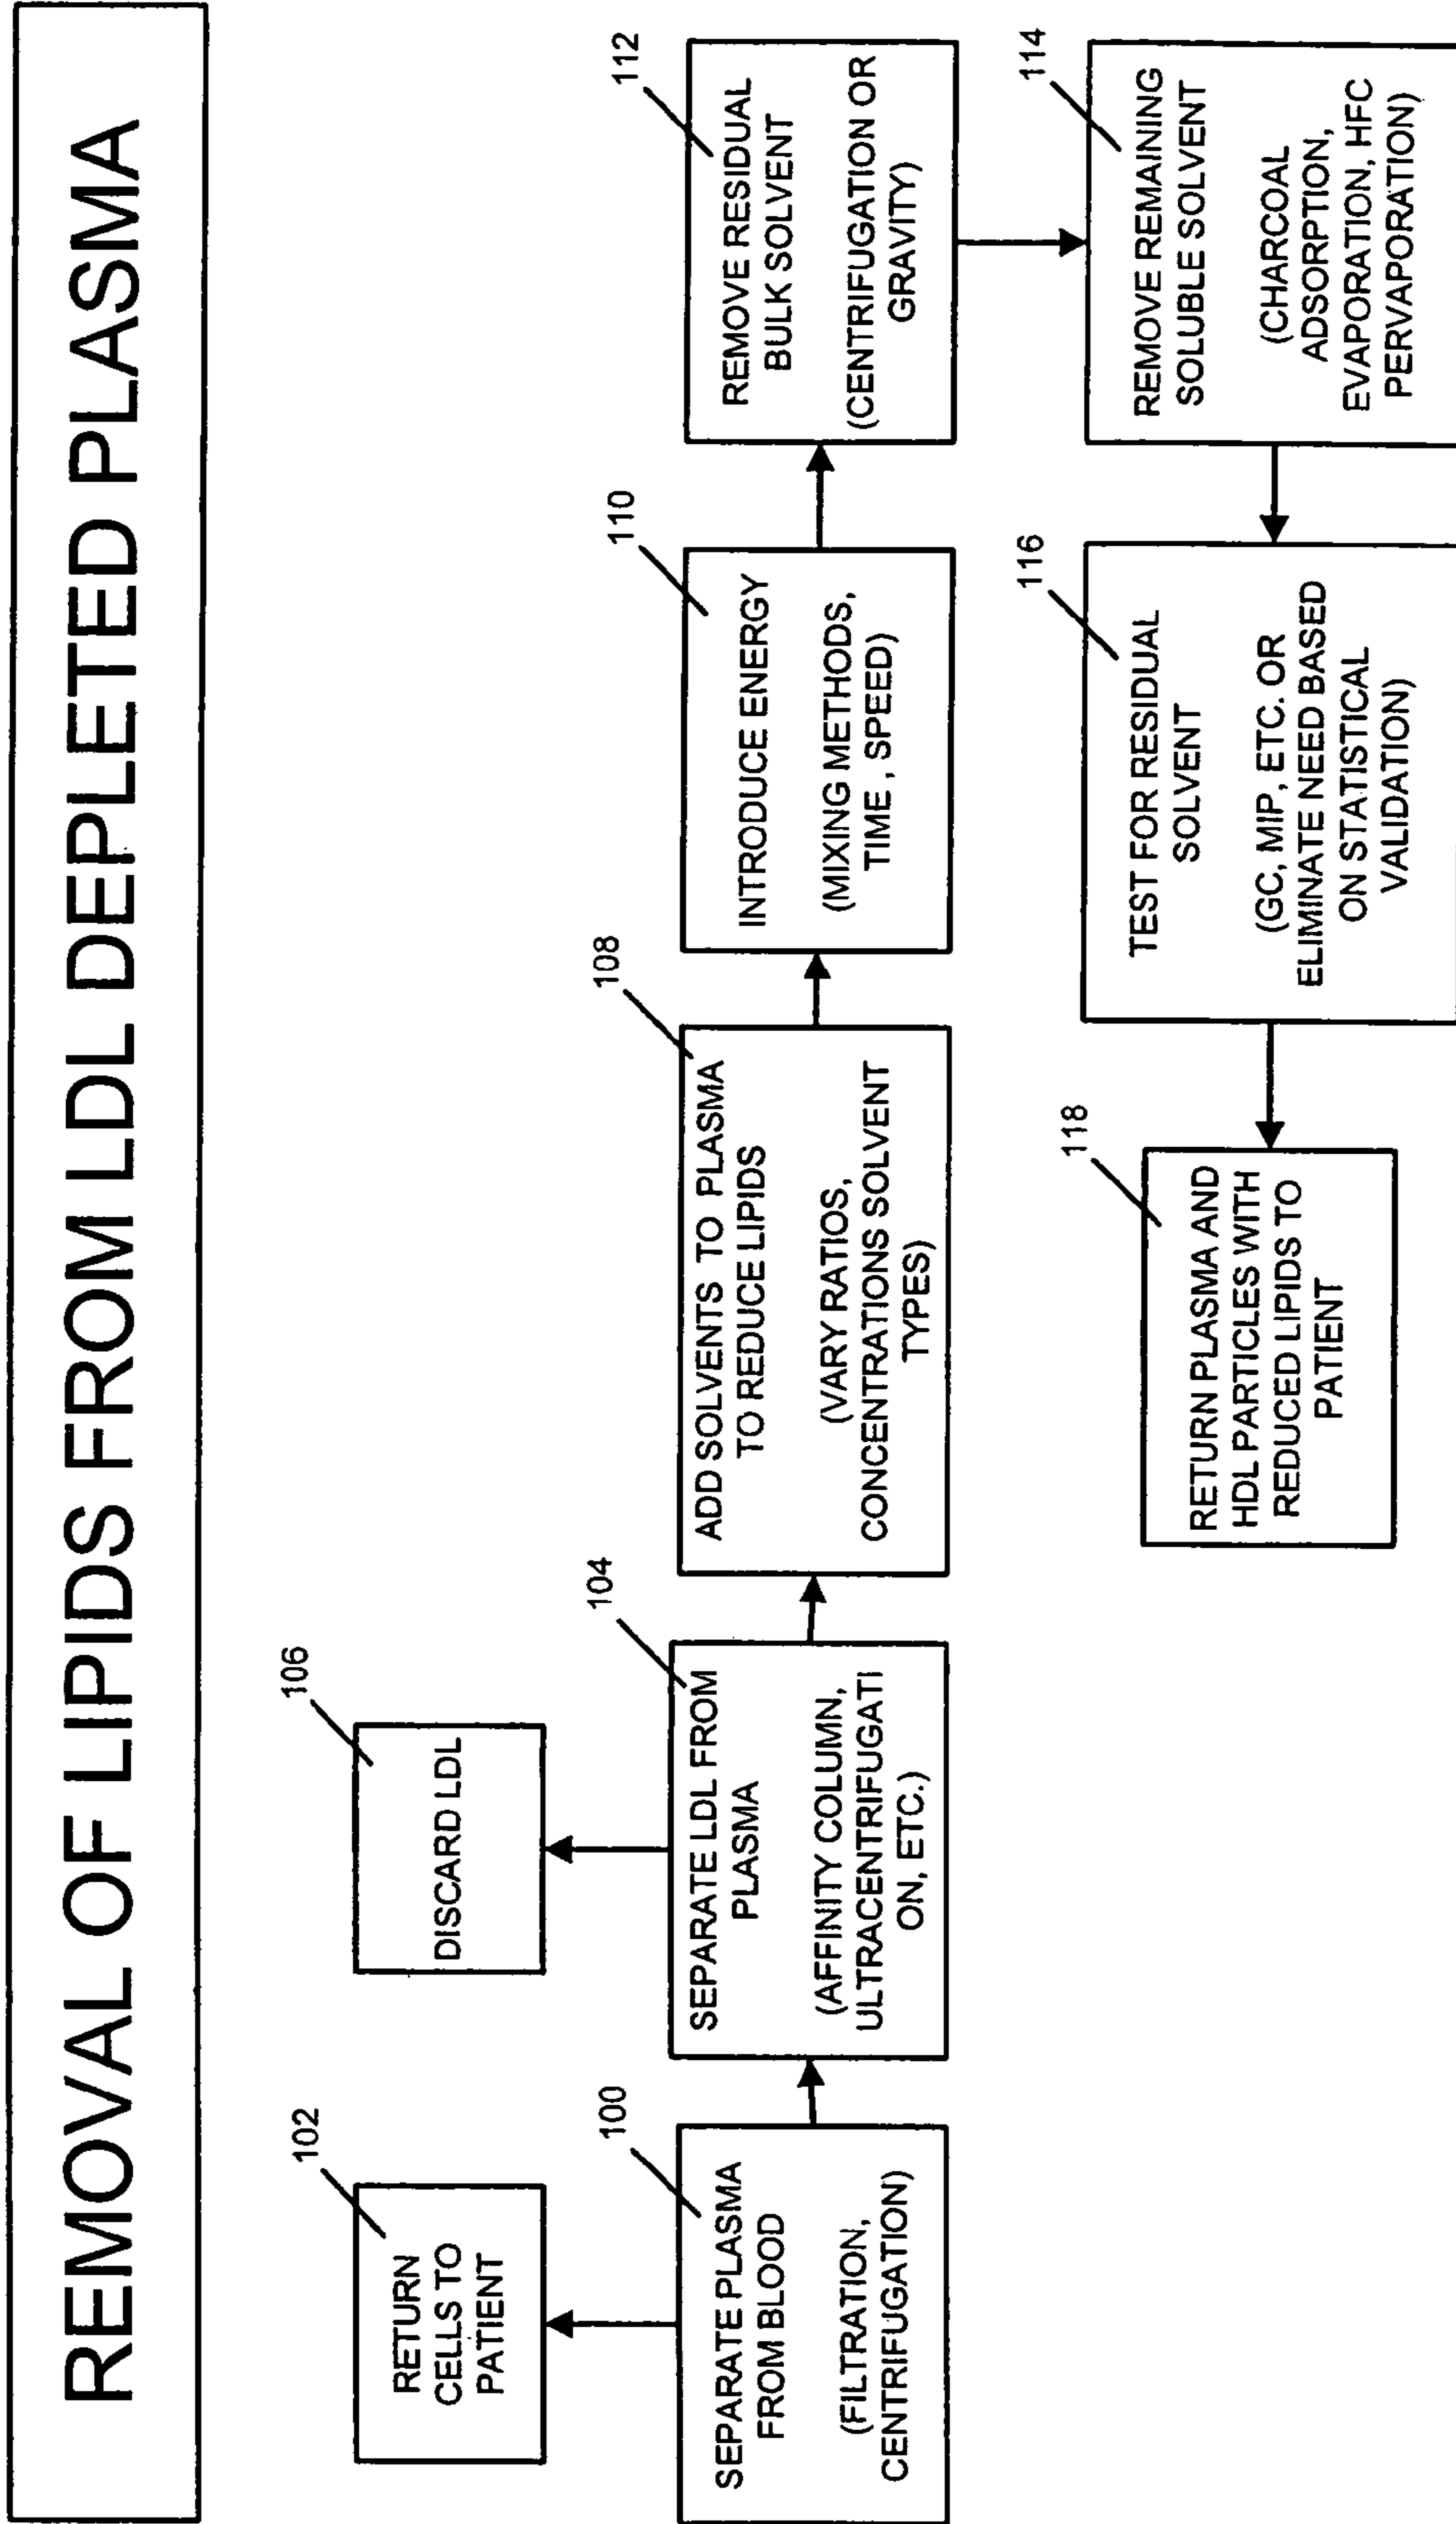 REMOVAL OF LIPIDS FROM LDL DEPLETED PLASMA
102
RETURN
CELLS TO
PATIENT
106
DISCARD LDL
100
SEPARATE PLASMA
FROM BLOOD
(FILTRATION,
CENTRIFUGATION)
104
SEPARATE LDL FROM
PLASMA
(AFFINITY COLUMN,
ULTRACENTRIFUGATI
ON, ETC.)
108
ADD SOLVENTS TO PLASMA
TO REDUCE LIPIDS
(VARY RATIOS,
CONCENTRATIONS SOLVENT
TYPES)
110
INTRODUCE ENERGY
(MIXING METHODS,
TIME , SPEED)
112
REMOVE RESIDUAL
BULK SOLVENT
(CENTRIFUGATION OR
GRAVITY)
114
REMOVE REMAINING
SOLUBLE SOLVENT
(CHARCOAL
ADSORPTION,
EVAPORATION, HFC
PERVAPORATION)
116
TEST FOR RESIDUAL
SOLVENT
(GC, MIP, ETC. OR
ELIMINATE NEED BASED
ON STATISTICAL
VALIDATION)
118
RETURN PLASMA AND
HDL PARTICLES WITH
REDUCED LIPIDS TO
PATIENT